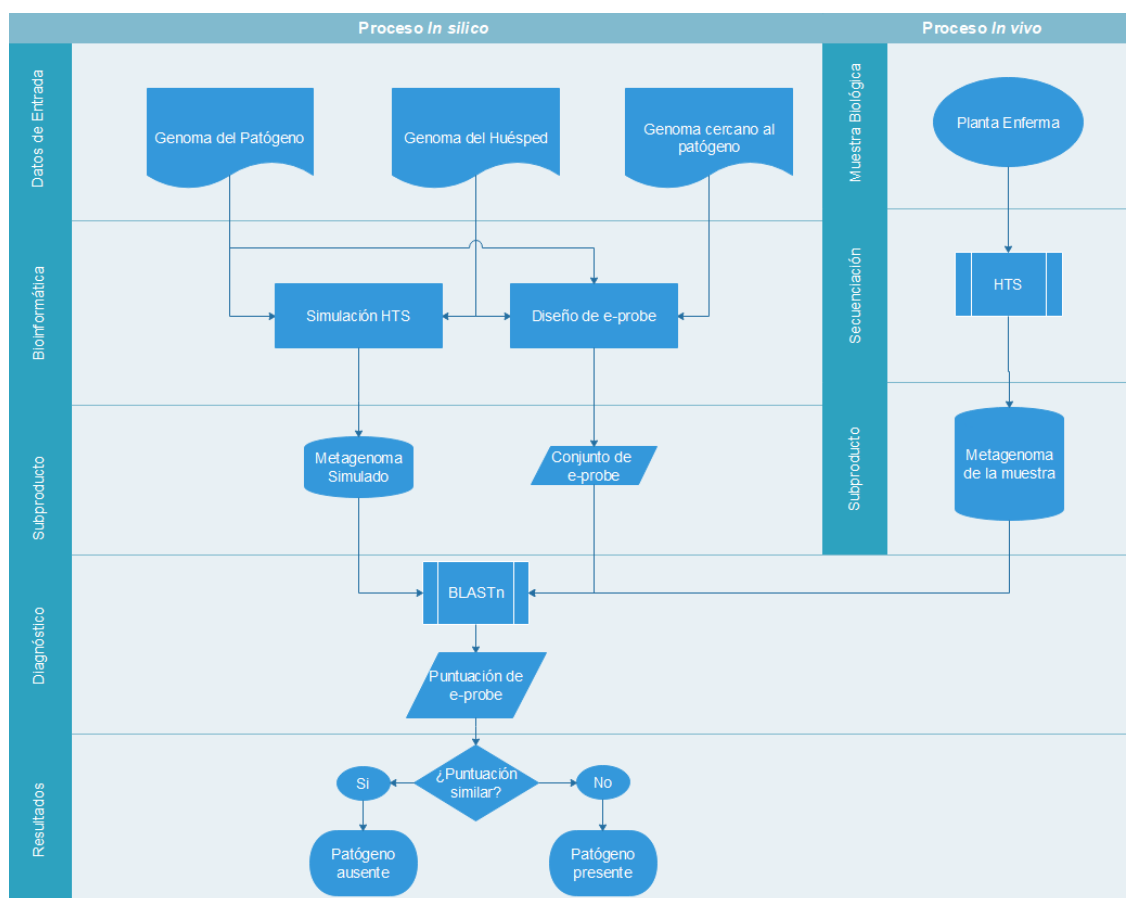 Proceso In silico
Proceso In vivo
Datos de Entrada
Genoma del Patógeno
Genoma del Huésped
Genoma cercano al
patógeno
Muestra Biológica
Planta Enferma
Bioinformática
Simulación HTS
Diseño de e-probe
Secuenciación
HTS
Subproducto
Metagenoma
Simulado
Conjunto de
e-probe
Subproducto
Metagenoma
de la muestra
Diagnóstico
BLASTn
Puntuación de
e-probe
Resultados
¿Puntuación
similar?
Si
No
Patógeno
ausente
Patógeno
presente